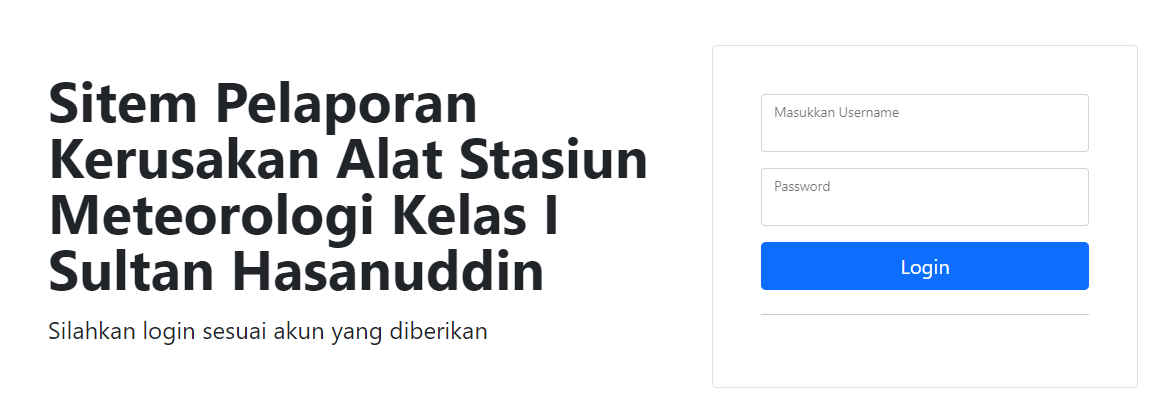 Sitem Pelaporan
Kerusakan Alat Stasiun
Meteorologi Kelas I
Sultan Hasanuddin
Silahkan login sesuai akun yang diberikan
Masukkan Username
Password
Login